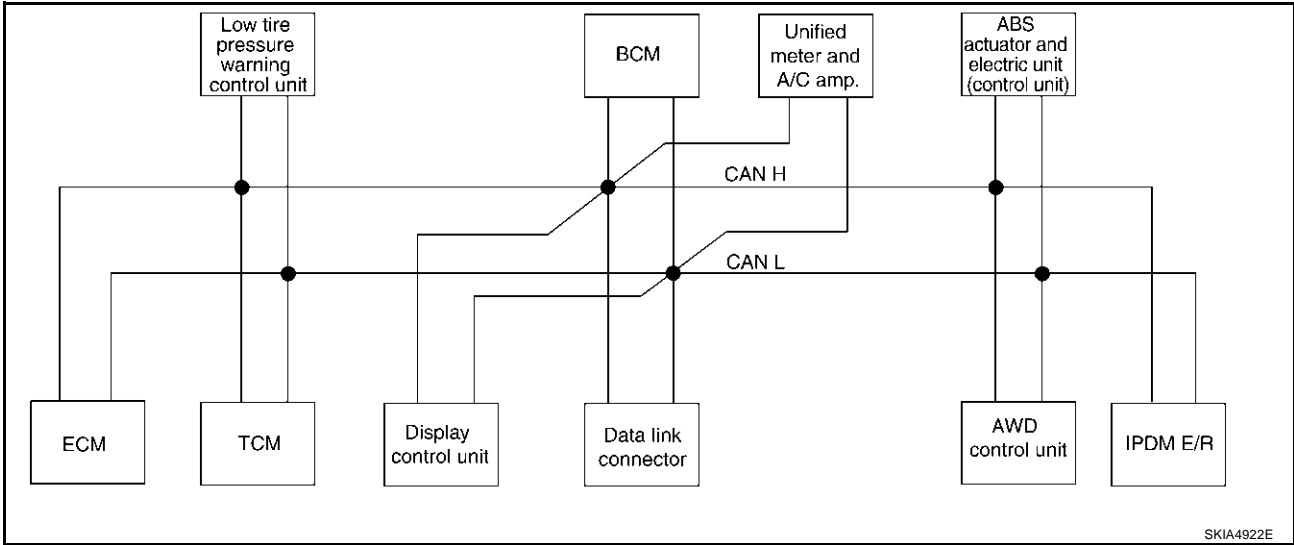 Low tire
pressure
warning
control unit
BCM
Unified
meter and
A/C amp.
ABS
actuator and
electric unit
(control unit)
CAN H
CAN L
ECM
TCM
Display
control unit
Data link
connector
AWD
control unit
IPDM E/R
SKIA4922E